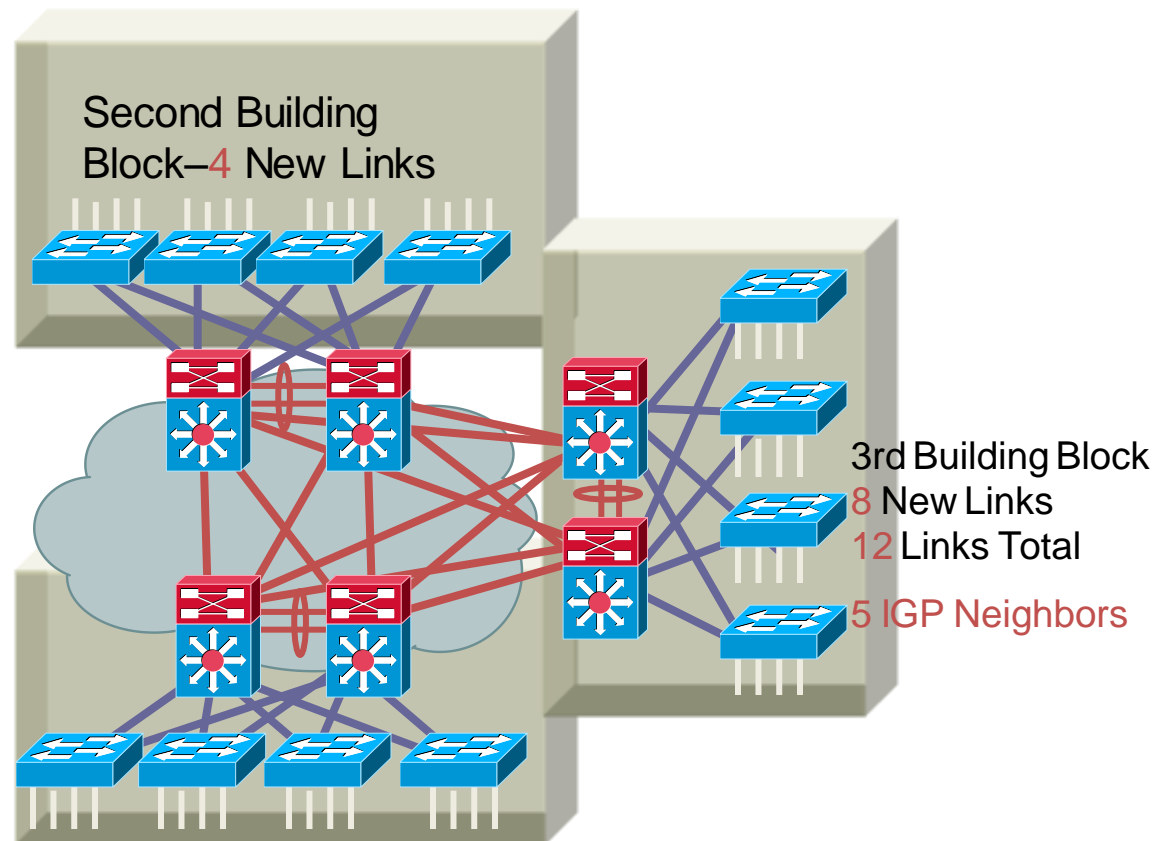 Second Building
Block–4 New Links
3rd Building Block
8 New Links
12 Links Total
5 IGP Neighbors